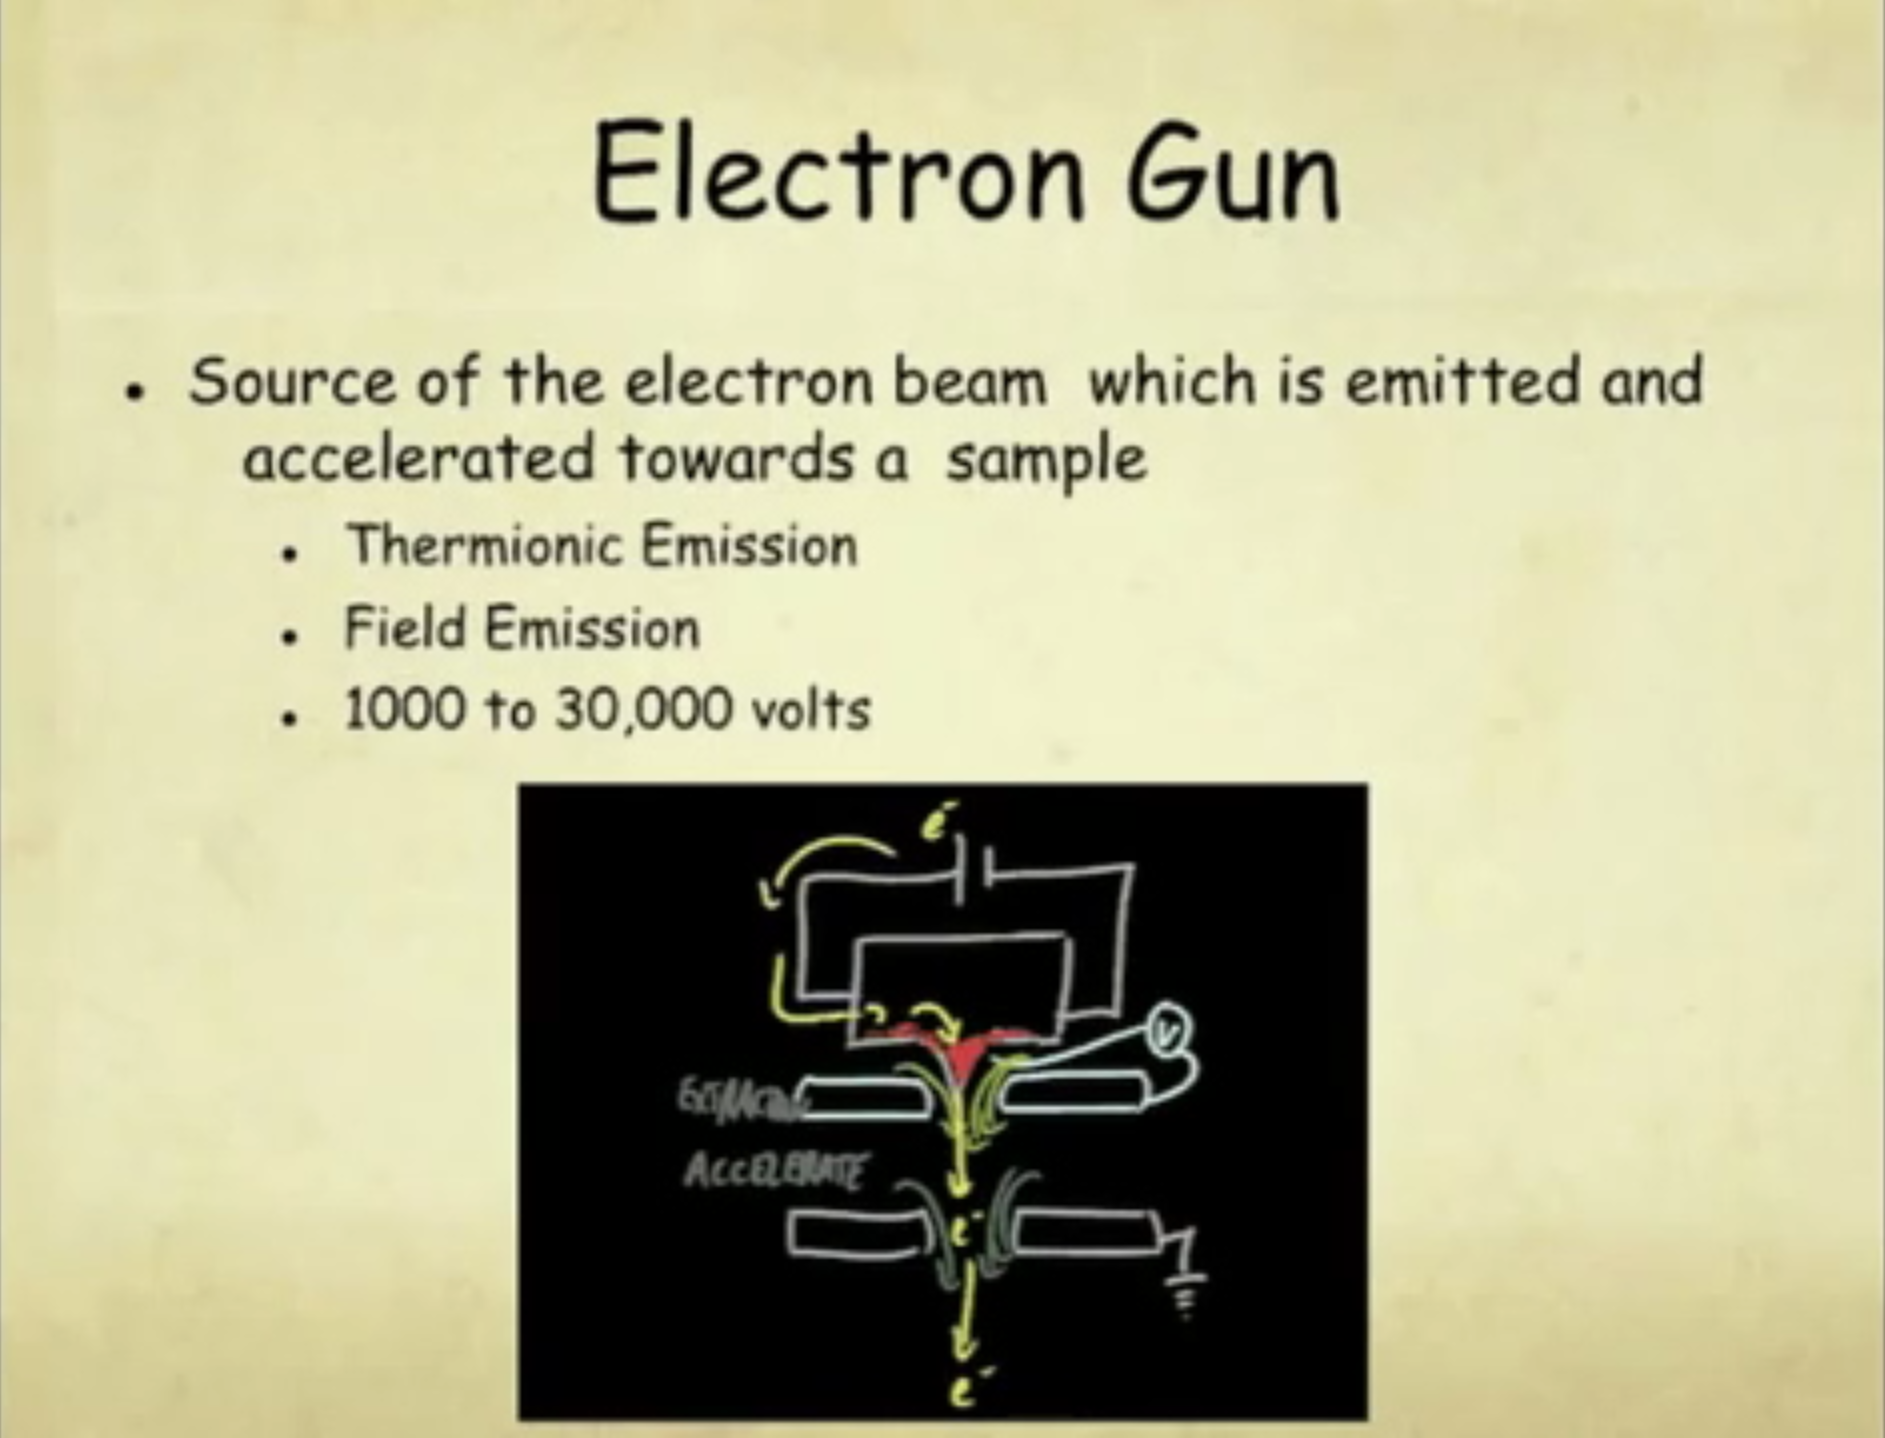 Electron Gun
• Source of the electron beam which is emitted and
accelerated towards a sample
• Thermionic Emission
• Field Emission
• 1000 to 30,000 volts
e⁻
V
ACCELERATE
e⁻
e⁻